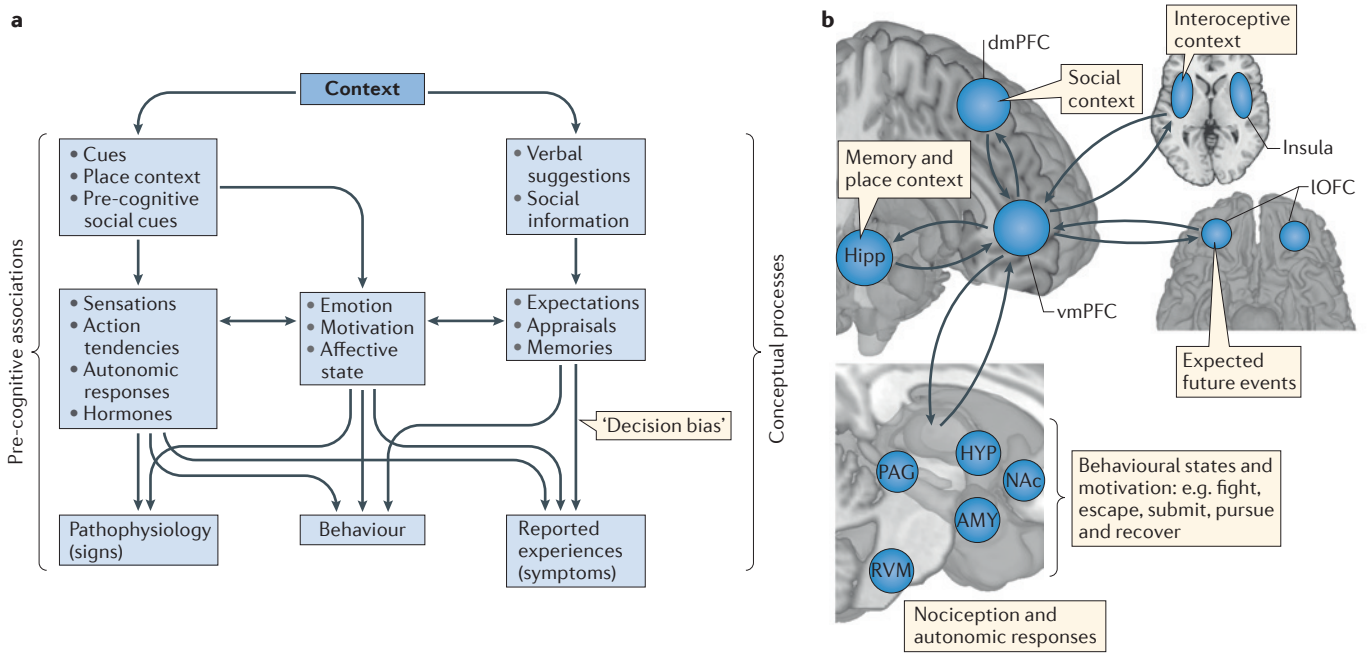 a
Context
Pre-cognitive associations
• Cues
• Place context
• Pre-cognitive
social cues
• Verbal
suggestions
• Social
information
• Sensations
• Action
tendencies
• Autonomic
responses
• Hormones
• Emotion
• Motivation
• Affective
state
• Expectations
• Appraisals
• Memories
'Decision bias'
Pathophysiology
(signs)
Behaviour
Reported
experiences
(symptoms)
Conceptual processes
b
dmPFC
Social
context
Interoceptive
context
Insula
Memory and
place context
Hipp
vmPFC
lOFC
Expected
future events
PAG
HYP
NAc
AMY
RVM
Behavioural states and
motivation: e.g. fight,
escape, submit, pursue
and recover
Nociception and
autonomic responses